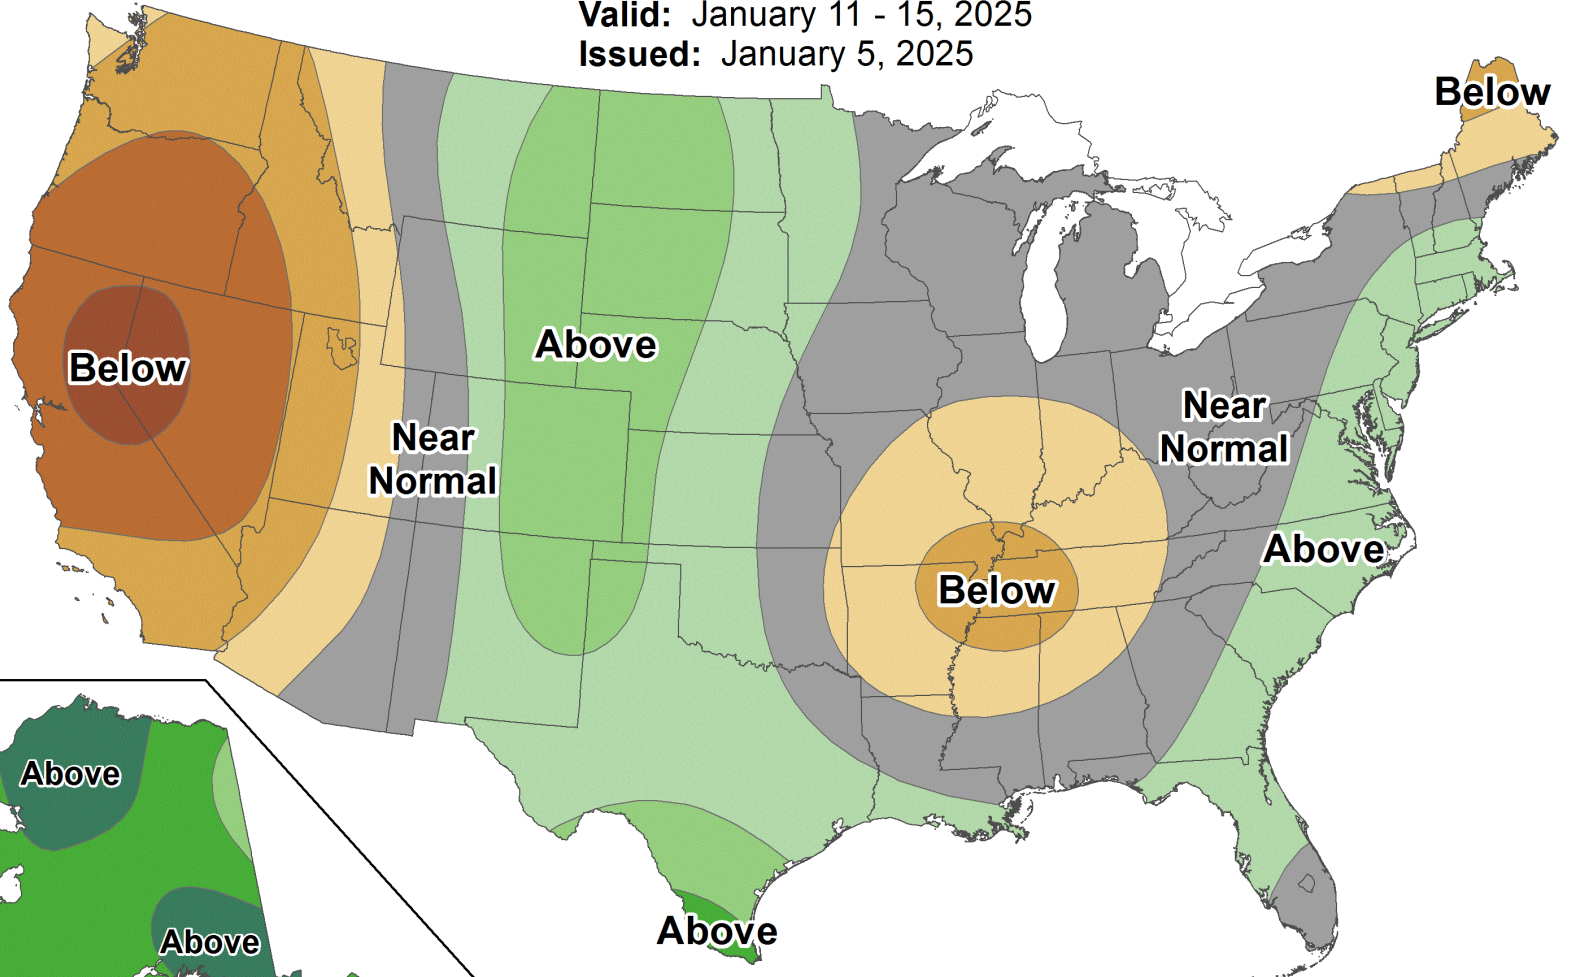 Valid: January 11 - 15, 2025
Issued: January 5, 2025
Below
Above
Below
Near
Normal
Near
Normal
Above
Below
Above
Above
Above
Above